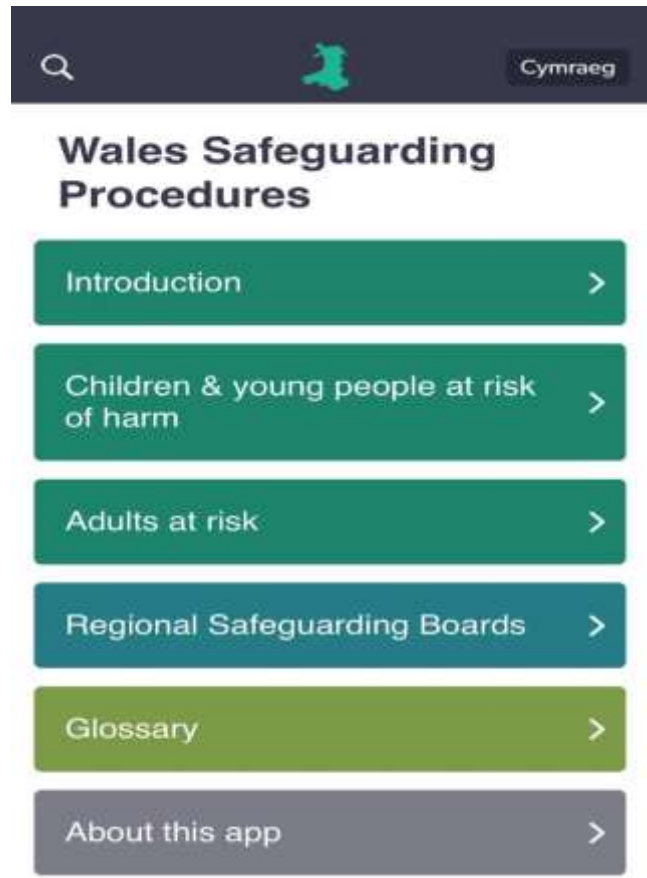 Cymraeg
Wales Safeguarding
Procedures
Introduction
Children & young people at risk
of harm
Adults at risk
Regional Safeguarding Boards
Glossary
About this app